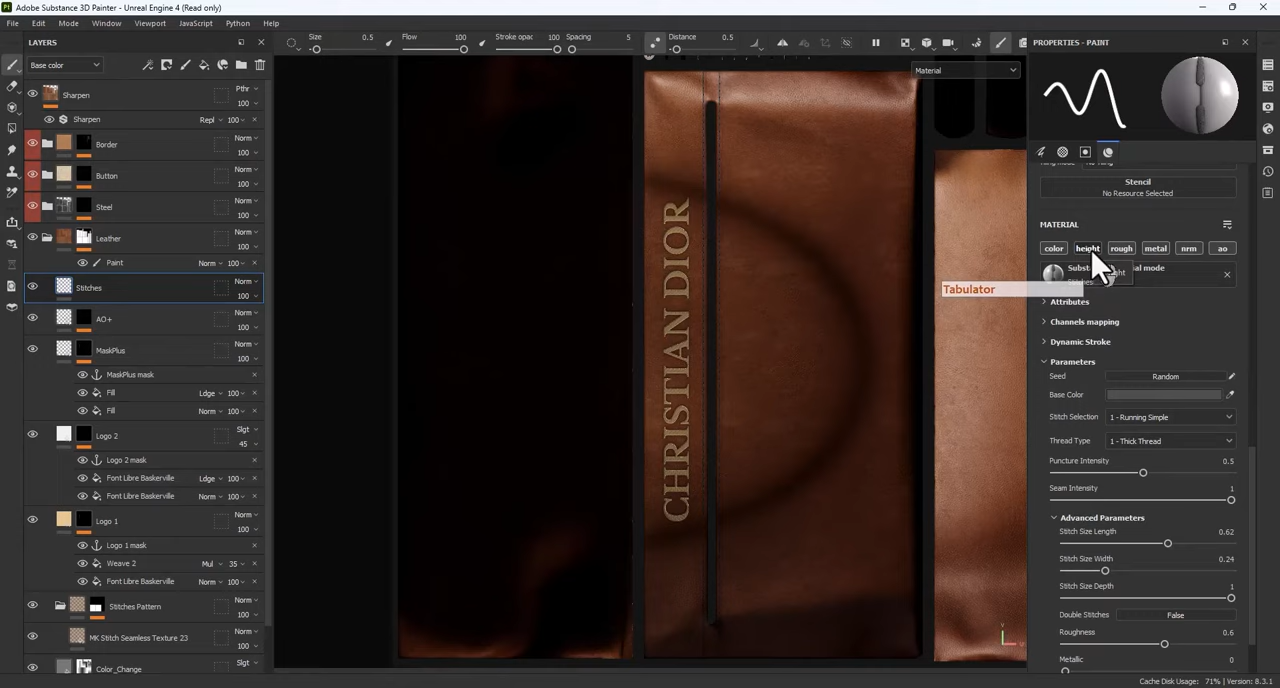 Adobe Substance 3D Painter - Unreal Engine 4 (Read only)
File Edit Mode Window Viewport JavaScript Python Help
LAYERS
Size 0.5 Flow 100 Stroke opac 100 Spacing 5 Distance 0.5
PROPERTIES - PAINT
Base color
Material
Sharpen Pthr 100
Sharpen Repl 100
Border Norm 100
Button Norm 100
Steel Norm 100
Leather Norm 100
Paint Norm 100
Stitches Norm 100
AO+ Norm 100
MaskPlus Norm 100
MaskPlus mask
Fill Ldge 100
Fill Norm 100
Logo 2 Slgt 45
Logo 2 mask
Font Libre Baskerville Ldge 100
Font Libre Baskerville Norm 100
Logo 1 Norm 100
Logo 1 mask
Weave 2 Mul 35
Font Libre Baskerville Norm 100
Stitches Pattern Norm 100
MK Stitch Seamless Texture 23 Norm 100
Color_Change Slgt
CHRISTIAN DIOR
Stencil
No Resource Selected
MATERIAL
color height rough metal nrm ao
Tabulator
Attributes
Channels mapping
Dynamic Stroke
Parameters
Seed Random
Base Color
Stitch Selection 1 - Running Simple
Thread Type 1 - Thick Thread
Puncture Intensity 0.5
Seam Intensity 1
Advanced Parameters
Stitch Size Length 0.62
Stitch Size Width 0.24
Stitch Size Depth 1
Double Stitches False
Roughness 0.6
Metallic 0
Cache Disk Usage: 71% | Version: 8.3.1